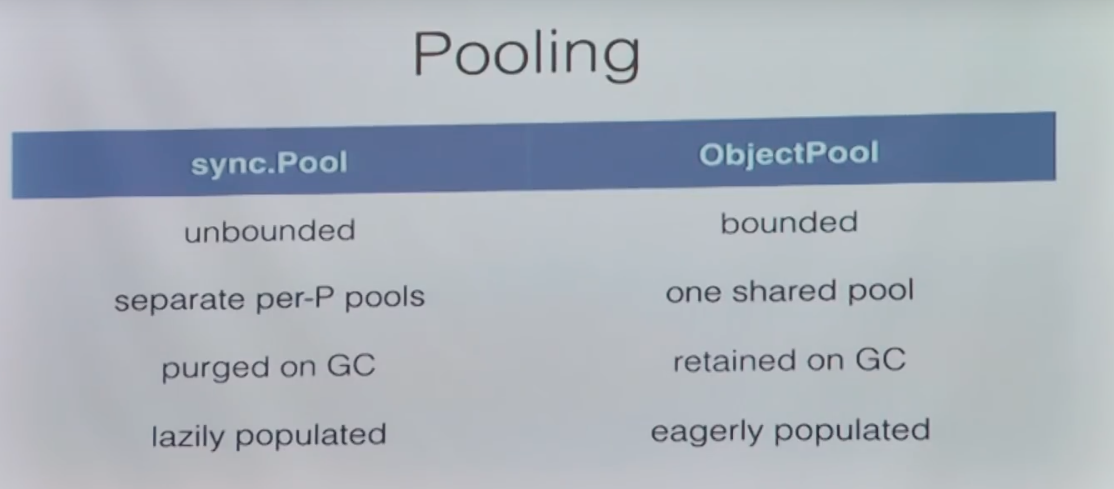 Pooling
sync.Pool ObjectPool
unbounded bounded
separate per-P pools one shared pool
purged on GC retained on GC
lazily populated eagerly populated